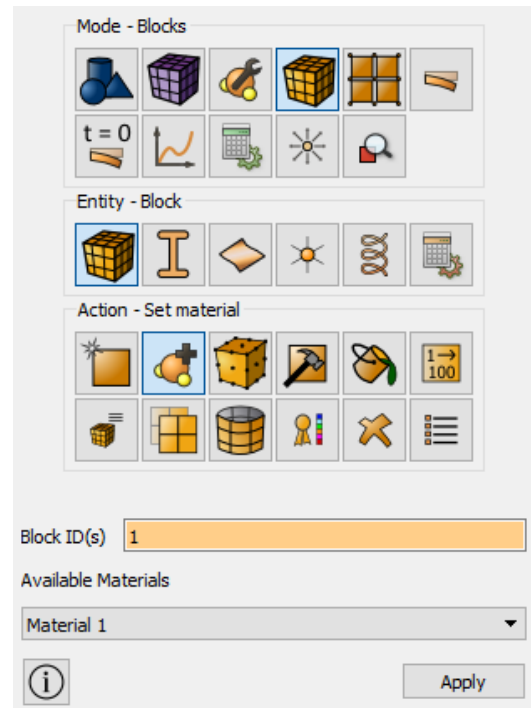 Mode - Blocks
t = 0
Entity - Block
Action - Set material
1→
100
Block ID(s) 1
Available Materials
Material 1
i
Apply